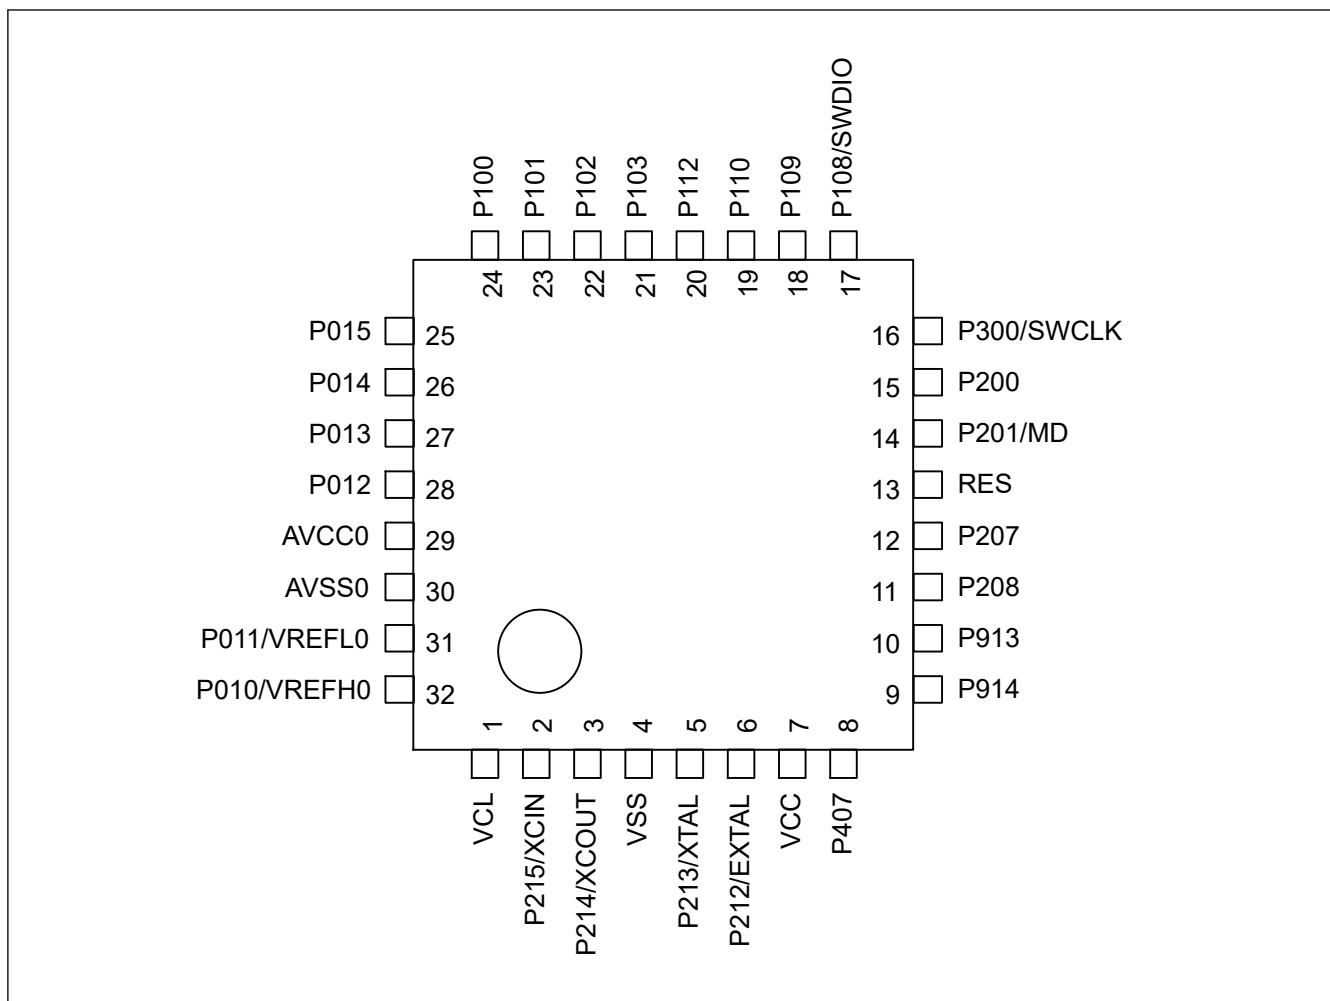 P100
P101
P102
P103
P112
P110
P109
P108/SWDIO
24
23
22
21
20
19
18
17
P015 25
P014 26
P013 27
P012 28
AVCC0 29
AVSS0 30
P011/VREFL0 31
P010/VREFH0 32
16 P300/SWCLK
15 P200
14 P201/MD
13 RES
12 P207
11 P208
10 P913
9 P914
1
2
3
4
5
6
7
8
VCL
P215/XCIN
P214/XCOUT
VSS
P213/XTAL
P212/EXTAL
VCC
P407